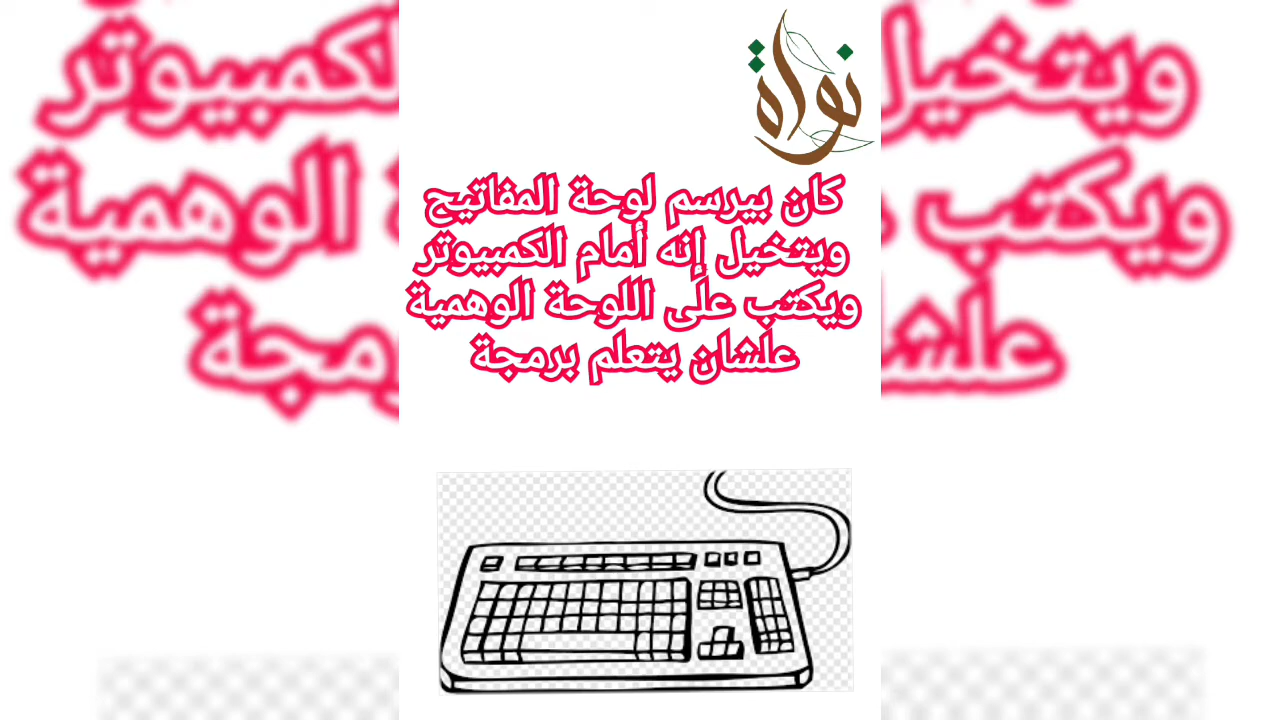 نواة
كان بيرسم لوحة المفاتيح
ويتخيل إنه أمام الكمبيوتر
ويكتب على اللوحة الوهمية
علشان يتعلم برمجة